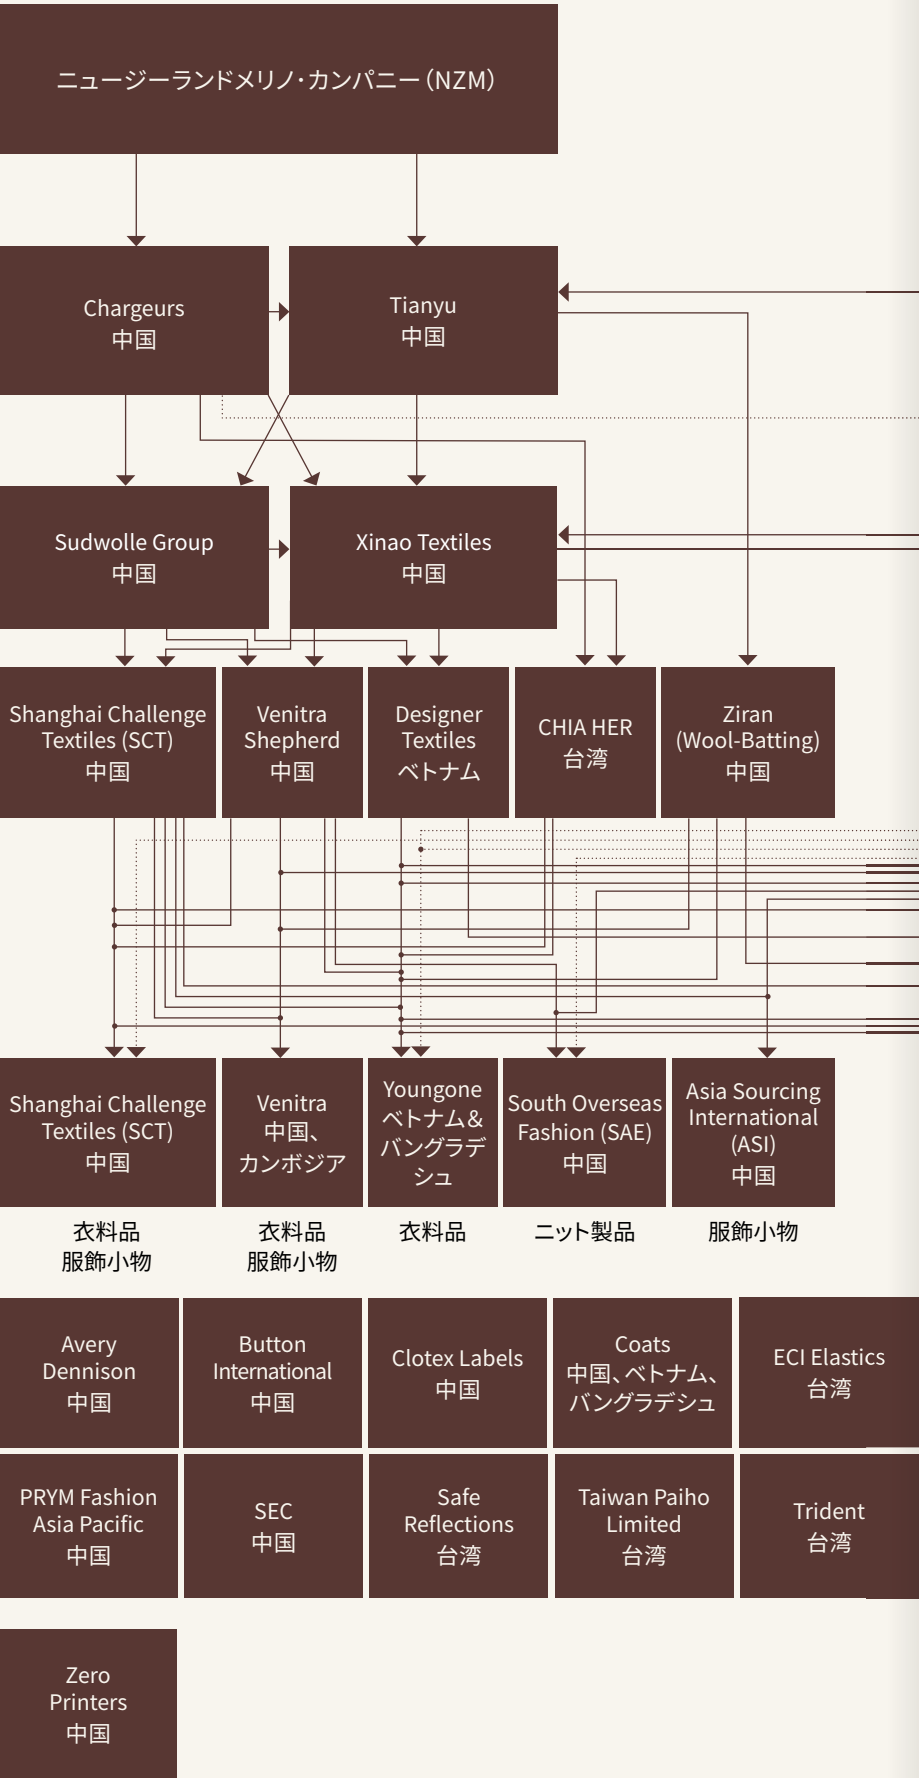 ニュージーランドメリノ・カンパニー（NZM）
Chargeurs
中国
Tianyu
中国
Sudwolle Group
中国
Xinao Textiles
中国
Shanghai Challenge
Textiles (SCT)
中国
Venitra
Shepherd
中国
Designer
Textiles
ベトナム
CHIA HER
台湾
Ziran
(Wool-Batting)
中国
Shanghai Challenge
Textiles (SCT)
中国
Venitra
中国、
カンボジア
Youngone
ベトナム&
バングラデ
シュ
South Overseas
Fashion (SAE)
中国
Asia Sourcing
International
(ASI)
中国
衣料品
服飾小物
衣料品
服飾小物
衣料品
ニット製品
服飾小物
Avery
Dennison
中国
Button
International
中国
Clotex Labels
中国
Coats
中国、ベトナム、
バングラデシュ
ECI Elastics
台湾
PRYM Fashion
Asia Pacific
中国
SEC
中国
Safe
Reflections
台湾
Taiwan Paiho
Limited
台湾
Trident
台湾
Zero
Printers
中国